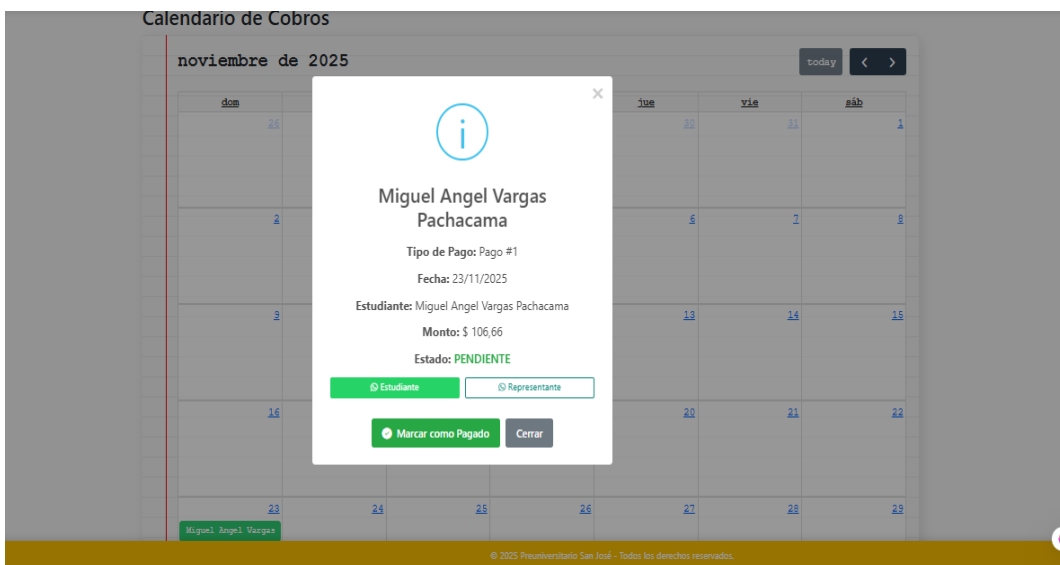 Calendario de Cobros
noviembre de 2025
today
dom
jue
vie
sáb
26
30
31
1
Miguel Angel Vargas
Pachacama
Tipo de Pago: Pago #1
Fecha: 23/11/2025
Estudiante: Miguel Angel Vargas Pachacama
Monto: $ 106,66
Estado: PENDIENTE
Estudiante
Representante
Marcar como Pagado
Cerrar
2
6
7
8
9
13
14
15
16
20
21
22
23
24
25
26
27
28
29
Miguel Angel Vargas
© 2025 Preuniversitario San José - Todos los derechos reservados.